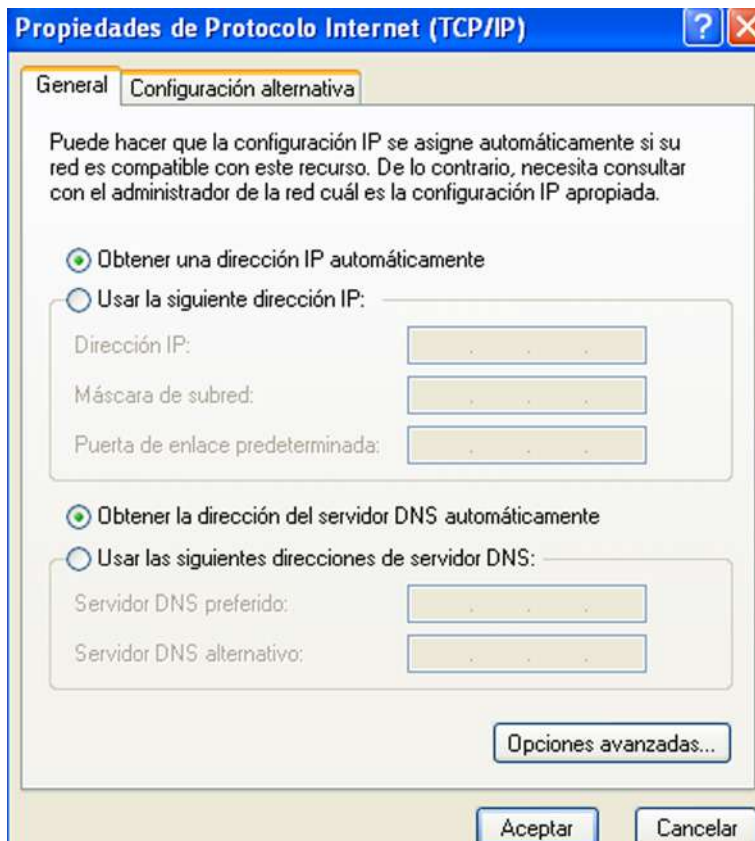 Propiedades de Protocolo Internet (TCP/IP)
General
Configuración alternativa
Puede hacer que la configuración IP se asigne automáticamente si su
red es compatible con este recurso. De lo contrario, necesita consultar
con el administrador de la red cuál es la configuración IP apropiada.
Obtener una dirección IP automáticamente
Usar la siguiente dirección IP:
Dirección IP:
Máscara de subred:
Puerta de enlace predeterminada:
Obtener la dirección del servidor DNS automáticamente
Usar las siguientes direcciones de servidor DNS:
Servidor DNS preferido:
Servidor DNS alternativo:
Opciones avanzadas...
Aceptar
Cancelar